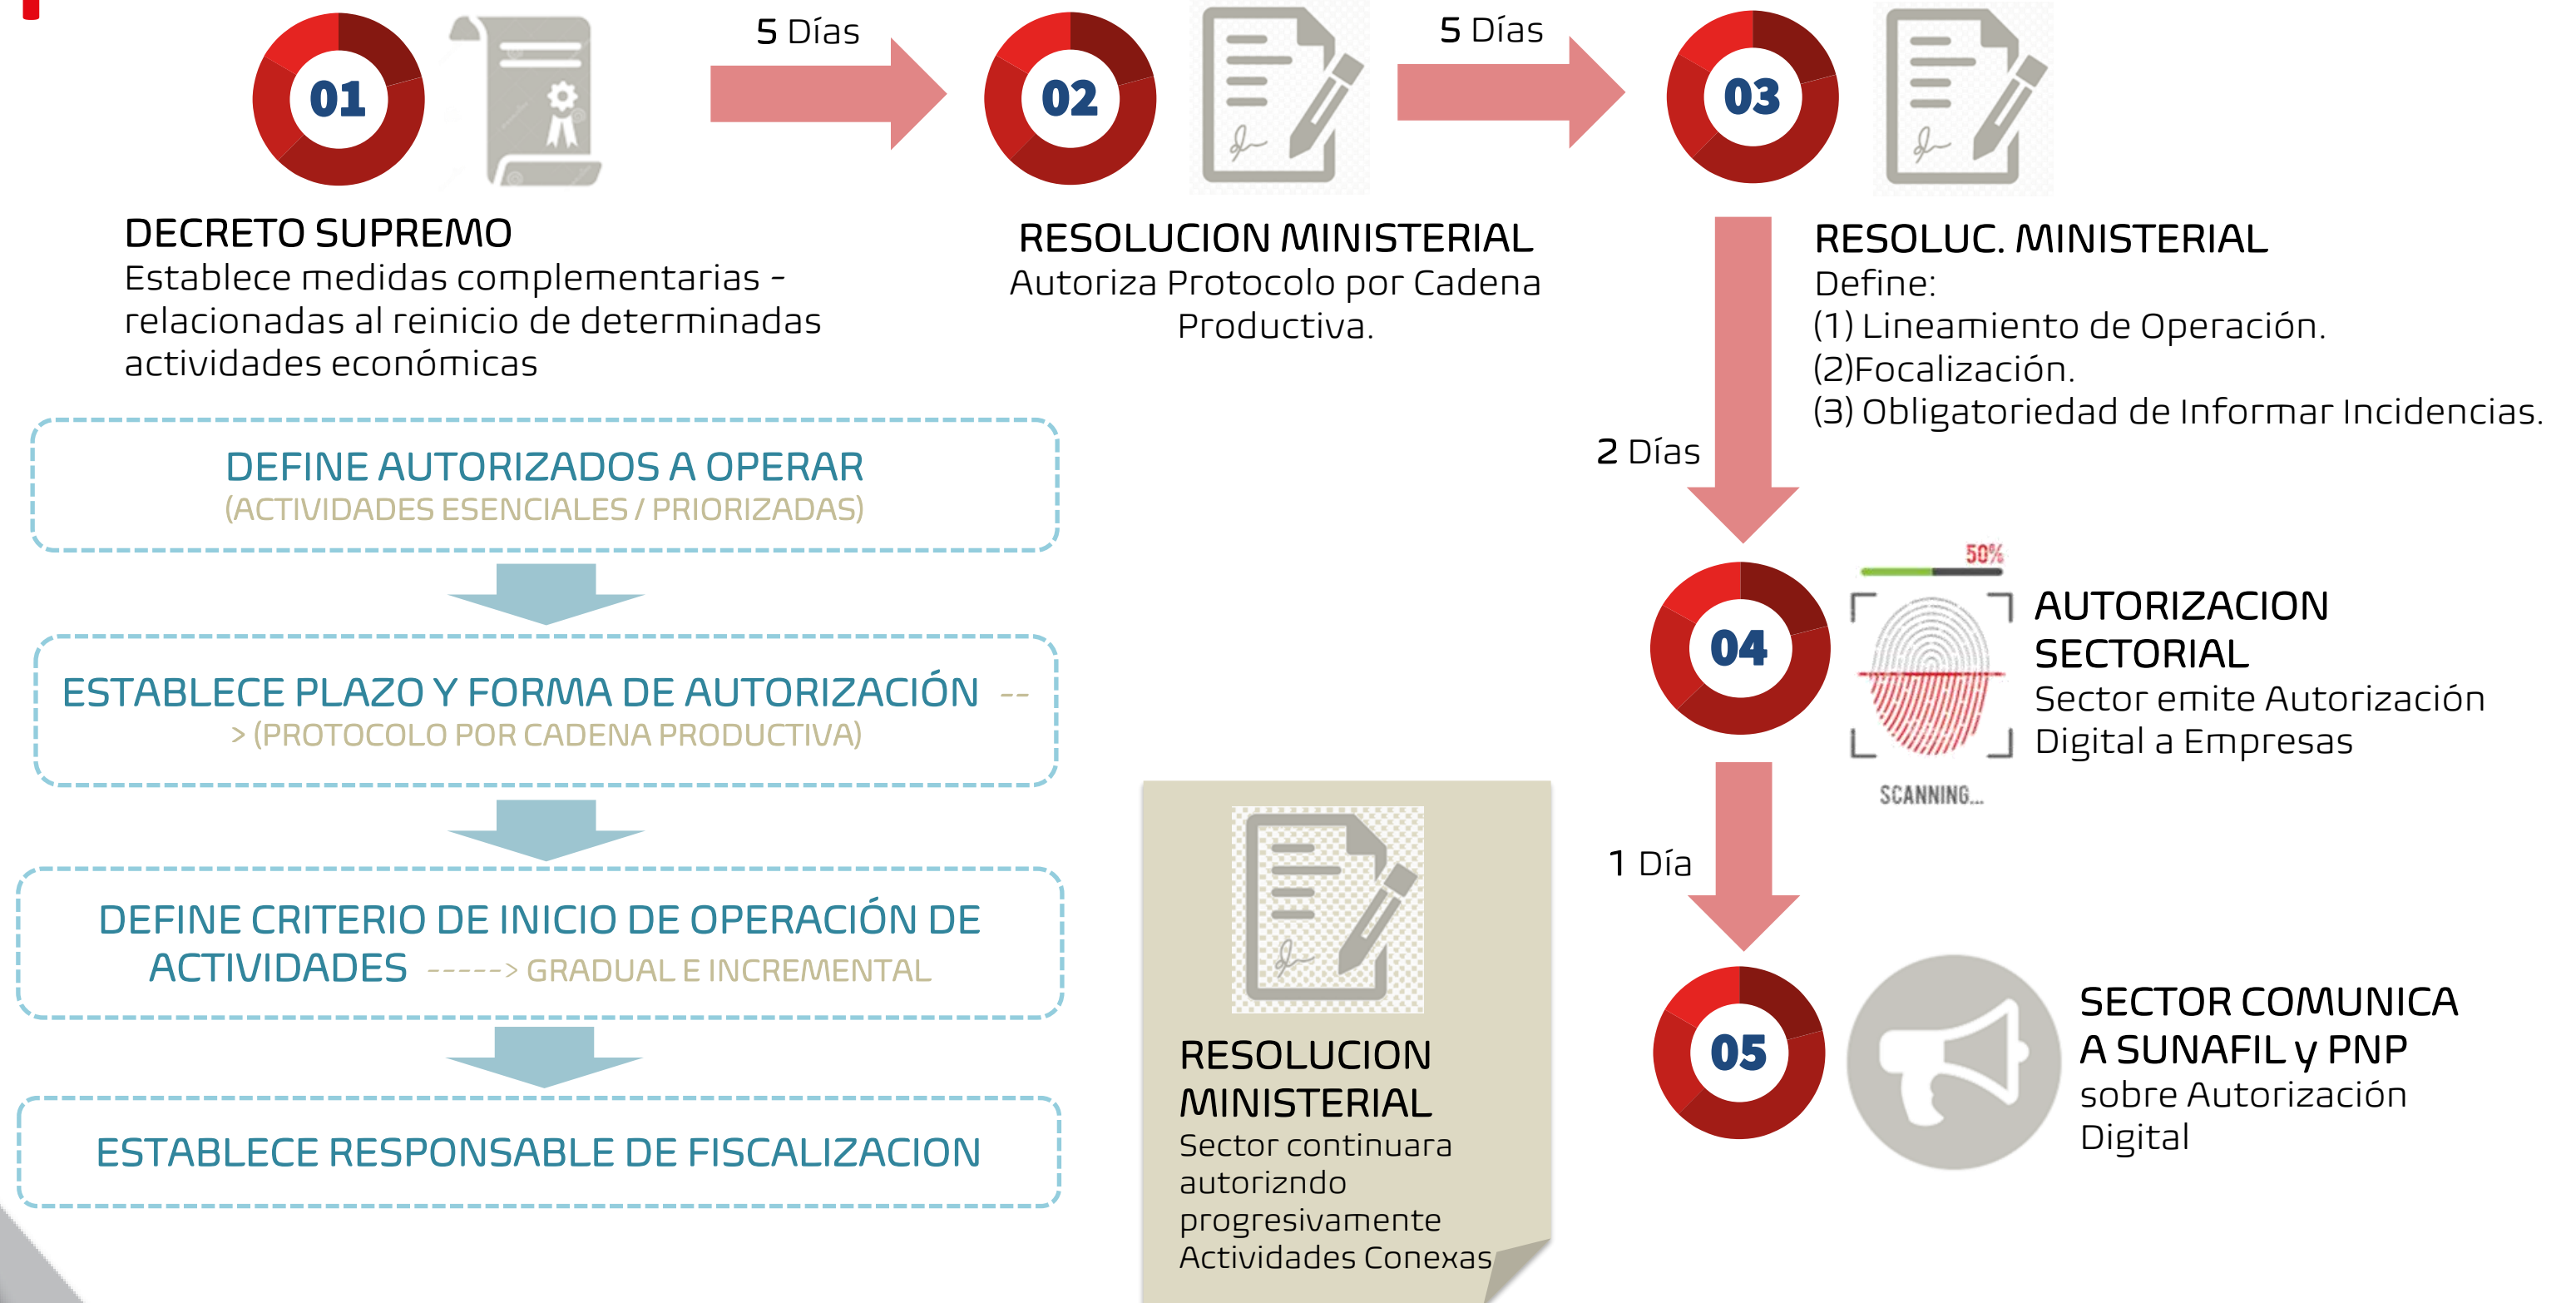 01
5 Días
02
5 Días
03
DECRETO SUPREMO
Establece medidas complementarias -
relacionadas al reinicio de determinadas
actividades económicas
RESOLUCION MINISTERIAL
Autoriza Protocolo por Cadena
Productiva.
RESOLUC. MINISTERIAL
Define:
(1) Lineamiento de Operación.
(2)Focalización.
(3) Obligatoriedad de Informar Incidencias.
2 Días
DEFINE AUTORIZADOS A OPERAR
(ACTIVIDADES ESENCIALES / PRIORIZADAS)
ESTABLECE PLAZO Y FORMA DE AUTORIZACIÓN --
> (PROTOCOLO POR CADENA PRODUCTIVA)
DEFINE CRITERIO DE INICIO DE OPERACIÓN DE
ACTIVIDADES -----> GRADUAL E INCREMENTAL
ESTABLECE RESPONSABLE DE FISCALIZACION
RESOLUCION
MINISTERIAL
Sector continuara
autorizndo
progresivamente
Actividades Conexas
04
50%
SCANNING...
AUTORIZACION
SECTORIAL
Sector emite Autorización
Digital a Empresas
1 Día
05
SECTOR COMUNICA
A SUNAFIL y PNP
sobre Autorización
Digital